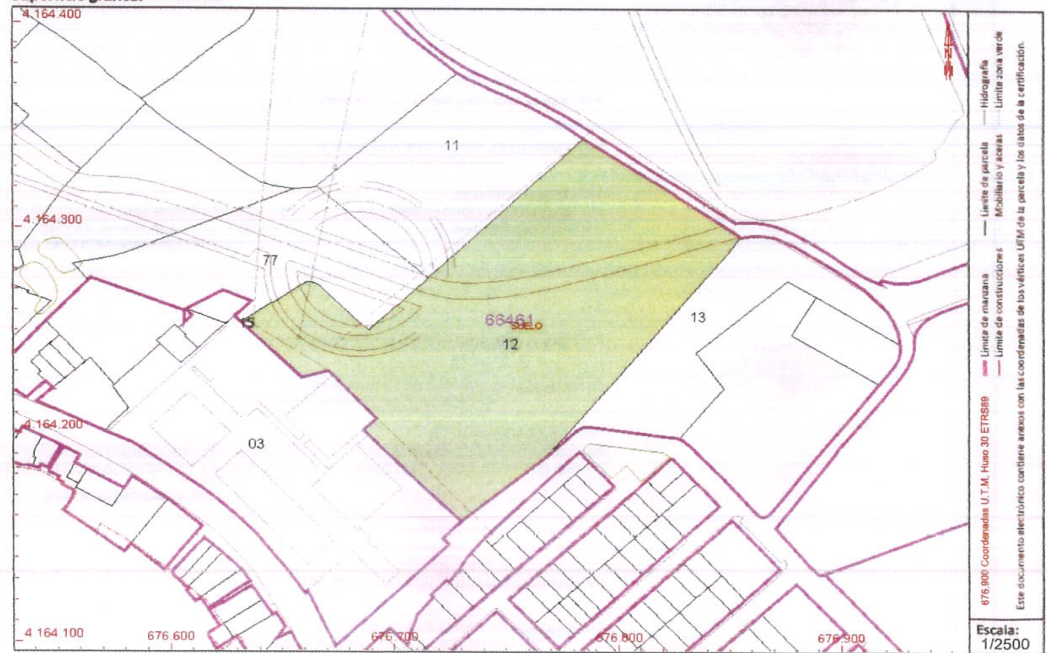 4.164.400
11
4.164.300
77
13
15
66461
SUELO
12
4.164.200
03
4.164.100
676.600
676.700
676.800
676.900
676.900 Coordenadas U.T.M. Huso 30 ETRS89
Límite de manzana
Límite de parcela
Hidrografía
Límite de construcciones
Mobiliario y aceras
Límite zona verde
Este documento electrónico contiene anexos con las coordenadas de los vértices UTM de la parcela y los datos de la certificación.
Escala:
1/2500